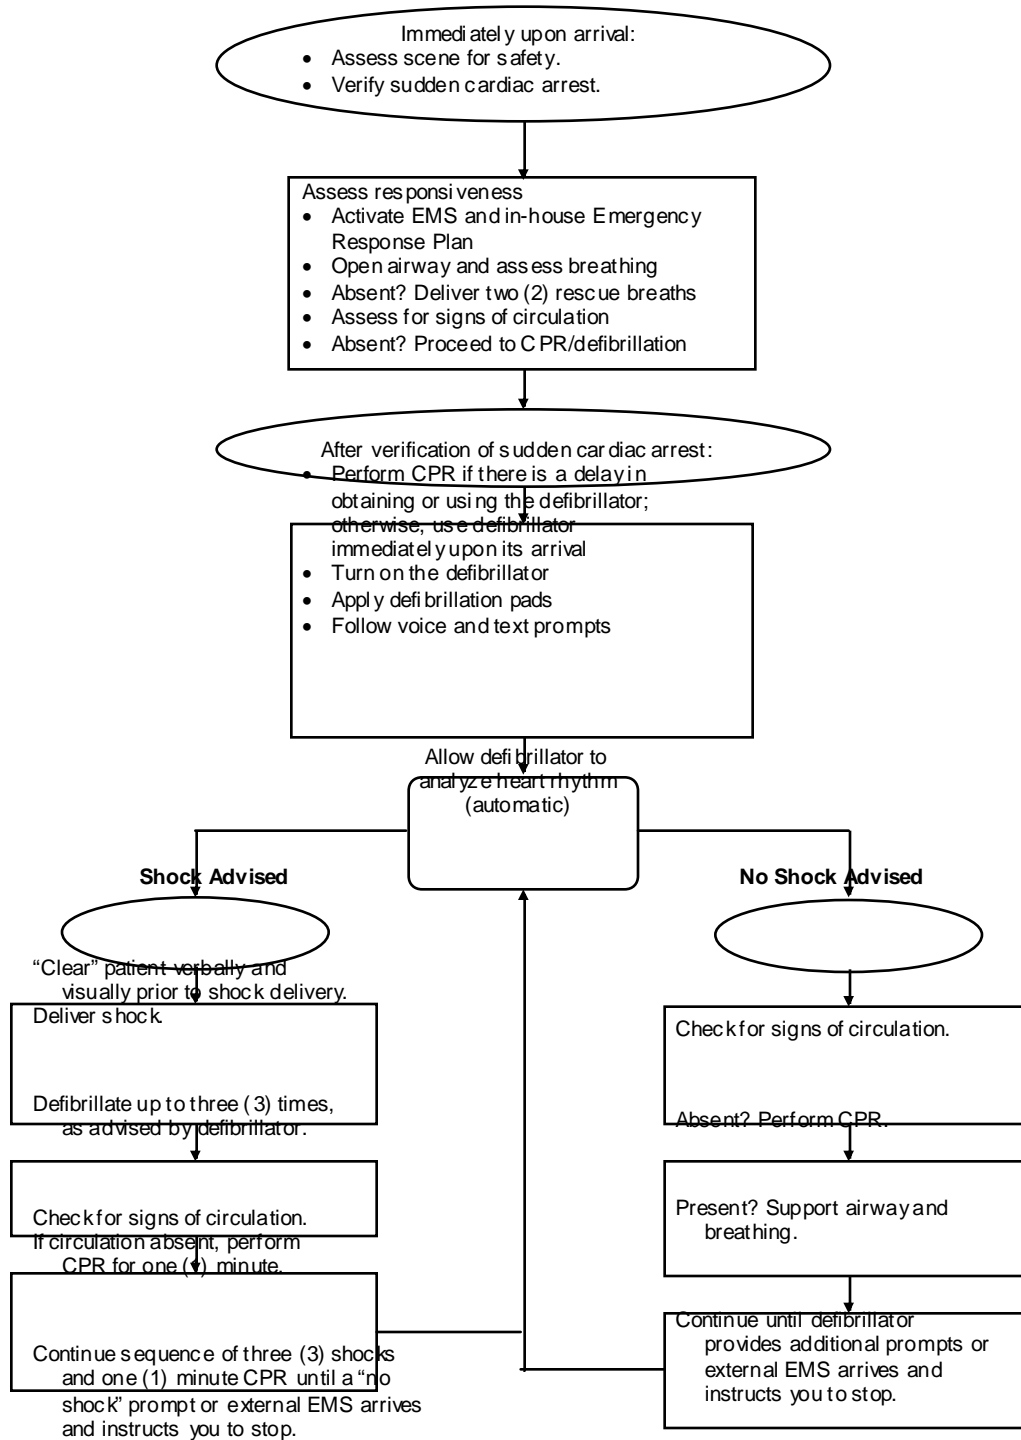 Immediately upon arrival:
• Assess scene for safety.
• Verify sudden cardiac arrest.
Assess responsiveness
• Activate EMS and in-house Emergency
Response Plan
• Open airway and assess breathing
• Absent? Deliver two (2) rescue breaths
• Assess for signs of circulation
• Absent? Proceed to CPR/defibrillation
After verification of sudden cardiac arrest:
• Perform CPR if there is a delay in
obtaining or using the defibrillator;
otherwise, use defibrillator
immediately upon its arrival
• Turn on the defibrillator
• Apply defibrillation pads
• Follow voice and text prompts
Allow defibrillator to
analyze heart rhythm
(automatic)
Shock Advised
“Clear” patient verbally and
visually prior to shock delivery.
Deliver shock.
Defibrillate up to three (3) times,
as advised by defibrillator.
Check for signs of circulation.
If circulation absent, perform
CPR for one (1) minute.
Continue sequence of three (3) shocks
and one (1) minute CPR until a “no
shock” prompt or external EMS arrives
and instructs you to stop.
No Shock Advised
Check for signs of circulation.
Absent? Perform CPR.
Present? Support airway and
breathing.
Continue until defibrillator
provides additional prompts or
external EMS arrives and
instructs you to stop.